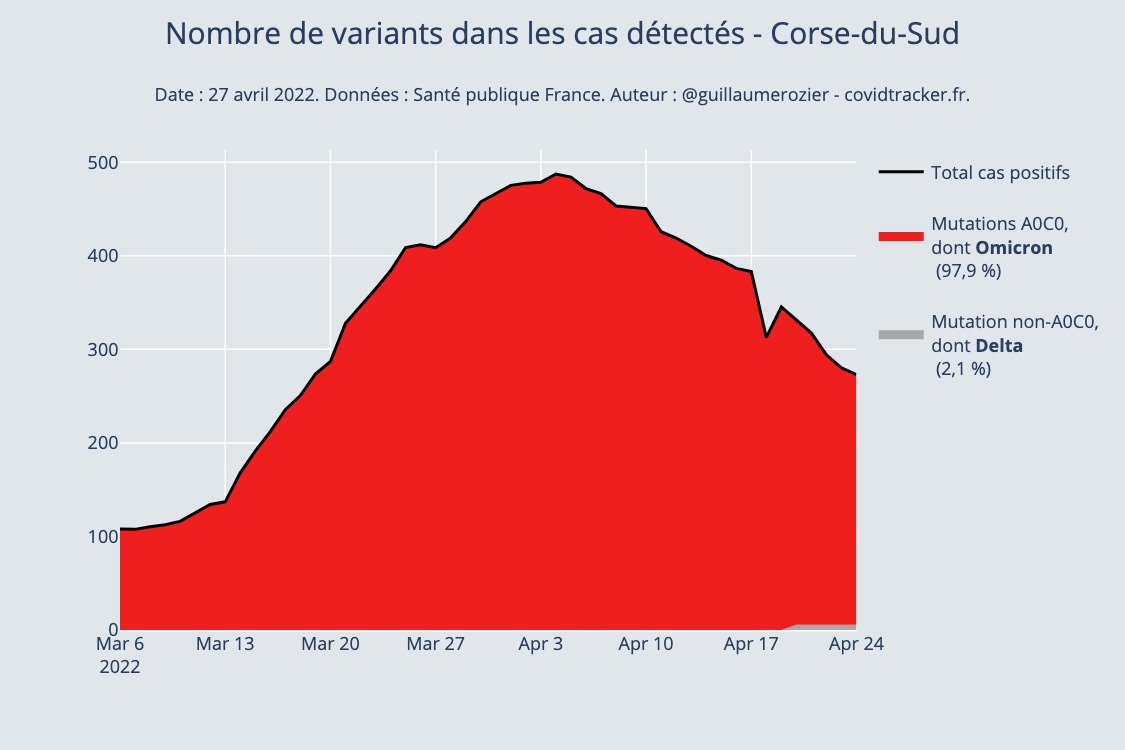 Nombre de variants dans les cas détectés - Corse-du-Sud
Date : 27 avril 2022. Données : Santé publique France. Auteur : @guillaumerozier - covidtracker.fr.
500
400
300
200
100
0
Mar 6
2022
Mar 13
Mar 20
Mar 27
Apr 3
Apr 10
Apr 17
Apr 24
Total cas positifs
Mutations A0C0,
dont Omicron
(97,9 %)
Mutation non-A0C0,
dont Delta
(2,1 %)